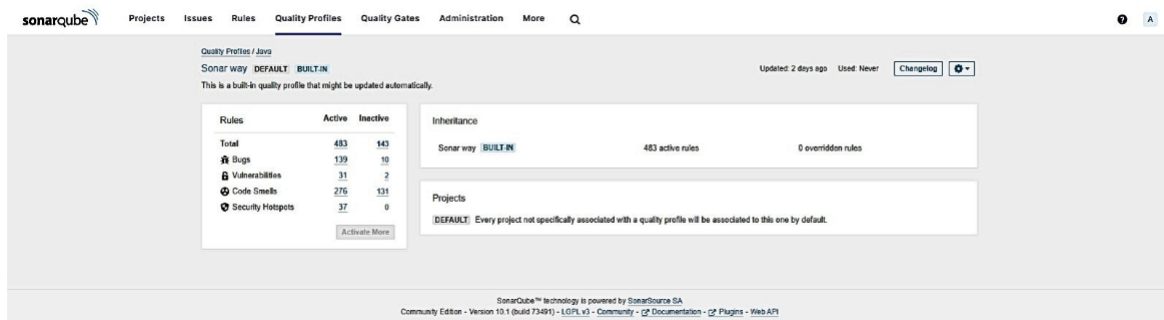 sonarqube Projects Issues Rules Quality Profiles Quality Gates Administration More ? A
Quality Profiles / Java
Sonar way DEFAULT BUILT-IN Updated: 2 days ago Used: Never Changelog
This is a built-in quality profile that might be updated automatically.
Rules Active Inactive
Total 483 143
Bugs 139 10
Vulnerabilities 31 2
Code Smells 276 131
Security Hotspots 37 0
Activate More
Inheritance
Sonar way BUILT-IN 483 active rules 0 overridden rules
Projects
DEFAULT Every project not specifically associated with a quality profile will be associated to this one by default.
SonarQube™ technology is powered by SonarSource SA
Community Edition - Version 10.1 (build 73491) - LGPL v3 - Community - Documentation - Plugins - Web API